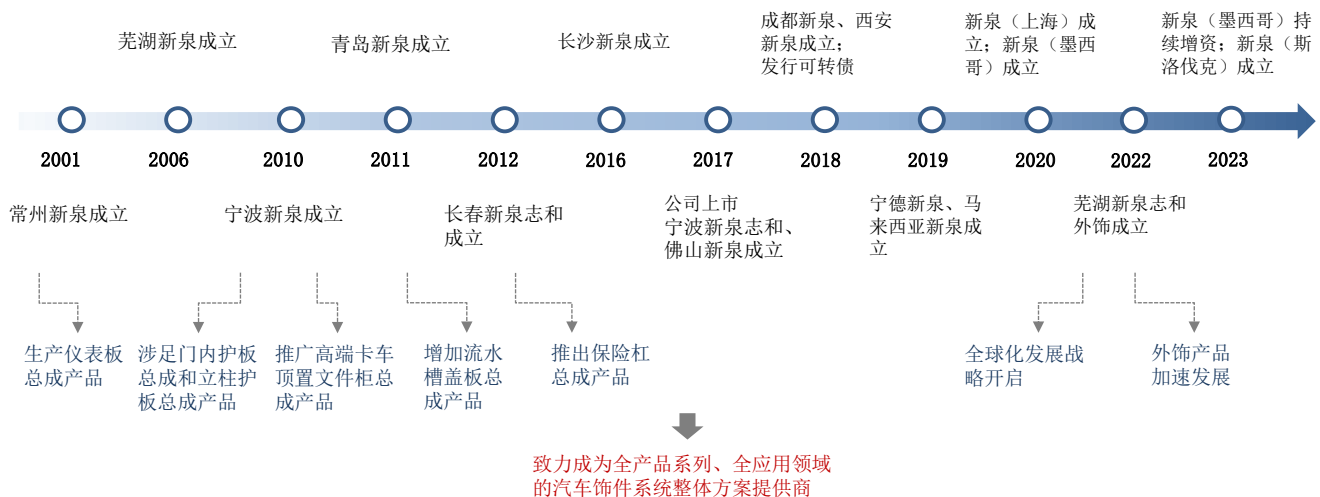 芜湖新泉成立
青岛新泉成立
长沙新泉成立
成都新泉、西安
新泉成立；
发行可转债
新泉（上海）成
立；新泉（墨西
哥）成立
新泉（墨西哥）持
续增资；新泉（斯
洛伐克）成立
2001
2006
2010
2011
2012
2016
2017
2018
2019
2020
2022
2023
常州新泉成立
宁波新泉成立
长春新泉志和
成立
公司上市
宁波新泉志和、
佛山新泉成立
宁德新泉、马
来西亚新泉成
立
芜湖新泉志和
外饰成立
生产仪表板
总成产品
涉足门内护板
总成和立柱护
板总成产品
推广高端卡车
顶置文件柜总
成产品
增加流水
槽盖板总
成产品
推出保险杠
总成产品
全球化发展战
略开启
外饰产品
加速发展
致力成为全产品系列、全应用领域
的汽车饰件系统整体方案提供商